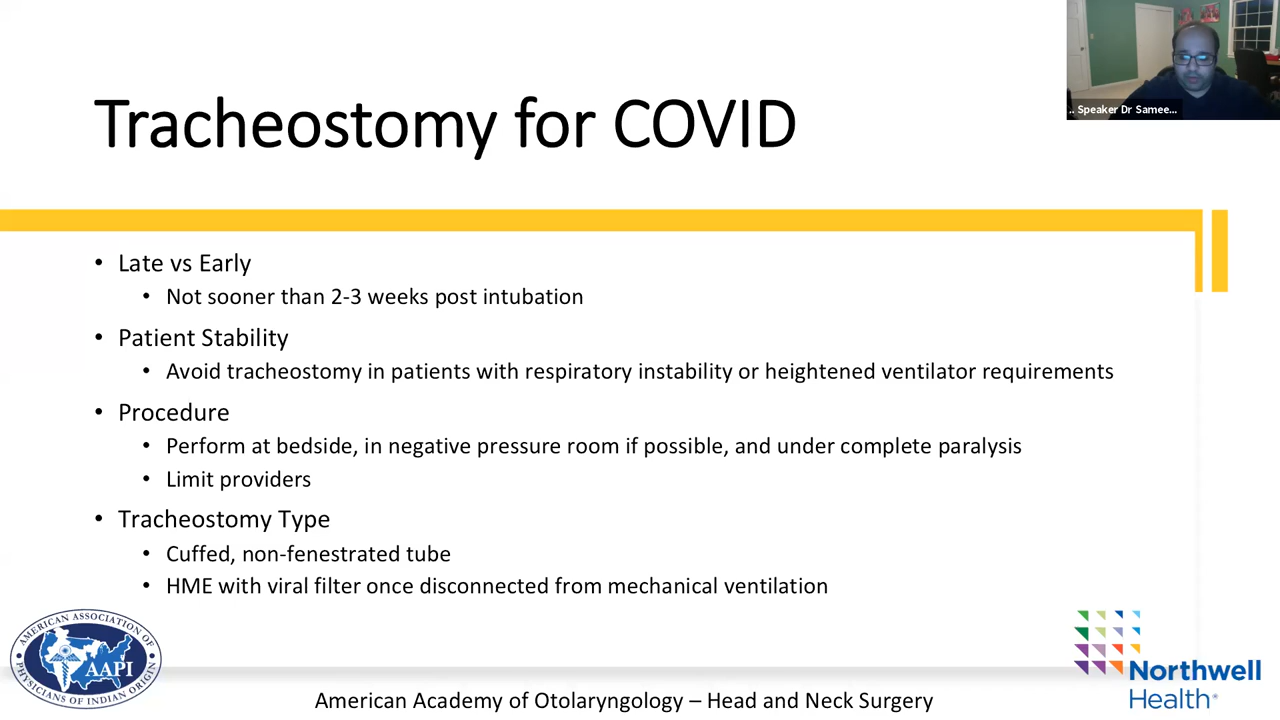 Tracheostomy for COVID
.. Speaker Dr Samee...
• Late vs Early
• Not sooner than 2-3 weeks post intubation
• Patient Stability
• Avoid tracheostomy in patients with respiratory instability or heightened ventilator requirements
• Procedure
• Perform at bedside, in negative pressure room if possible, and under complete paralysis
• Limit providers
• Tracheostomy Type
• Cuffed, non-fenestrated tube
• HME with viral filter once disconnected from mechanical ventilation
AMERICAN ASSOCIATION OF
PHYSICIANS OF INDIAN ORIGIN
AAPI
American Academy of Otolaryngology – Head and Neck Surgery
Northwell
Health®